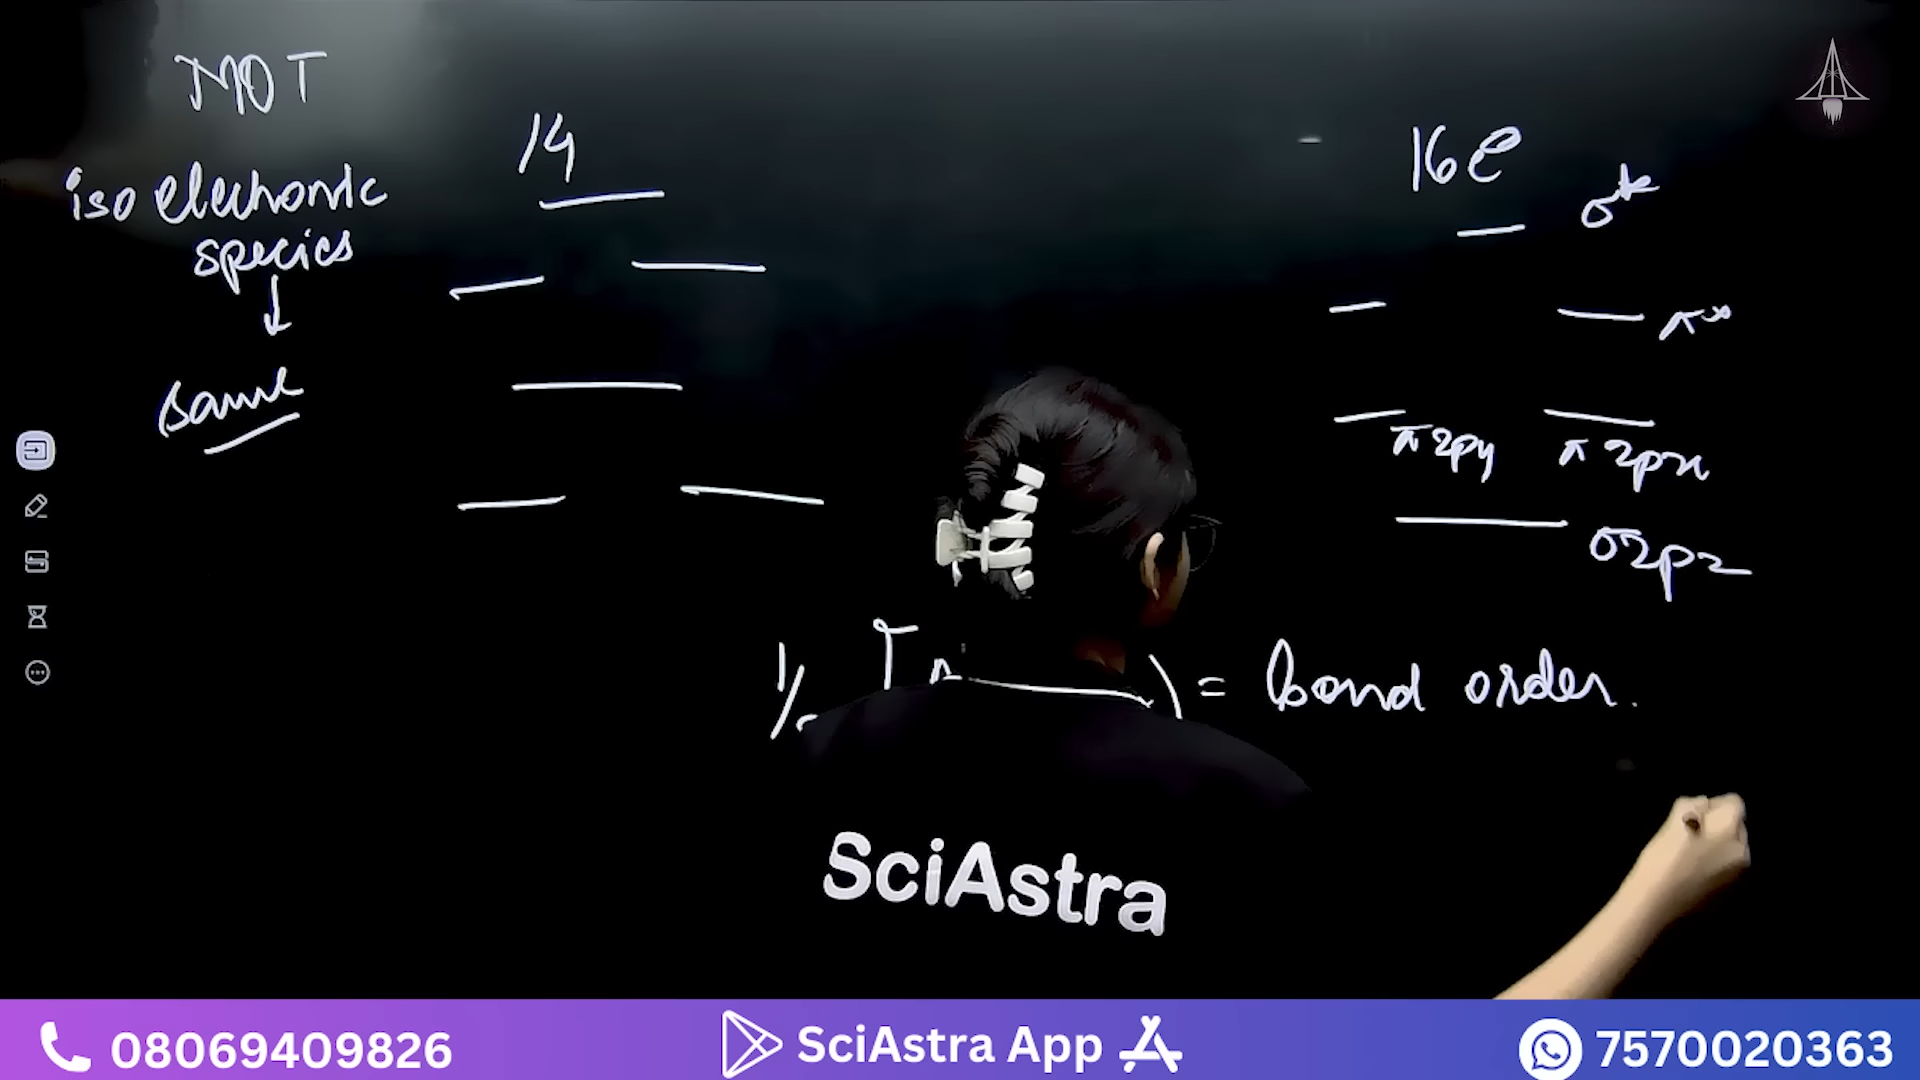 MOT
iso electronic
species
↓
same
14
16e
σ*
π*
π2py π2px
σ2pz
= bond order.
SciAstra
08069409826
SciAstra App
7570020363